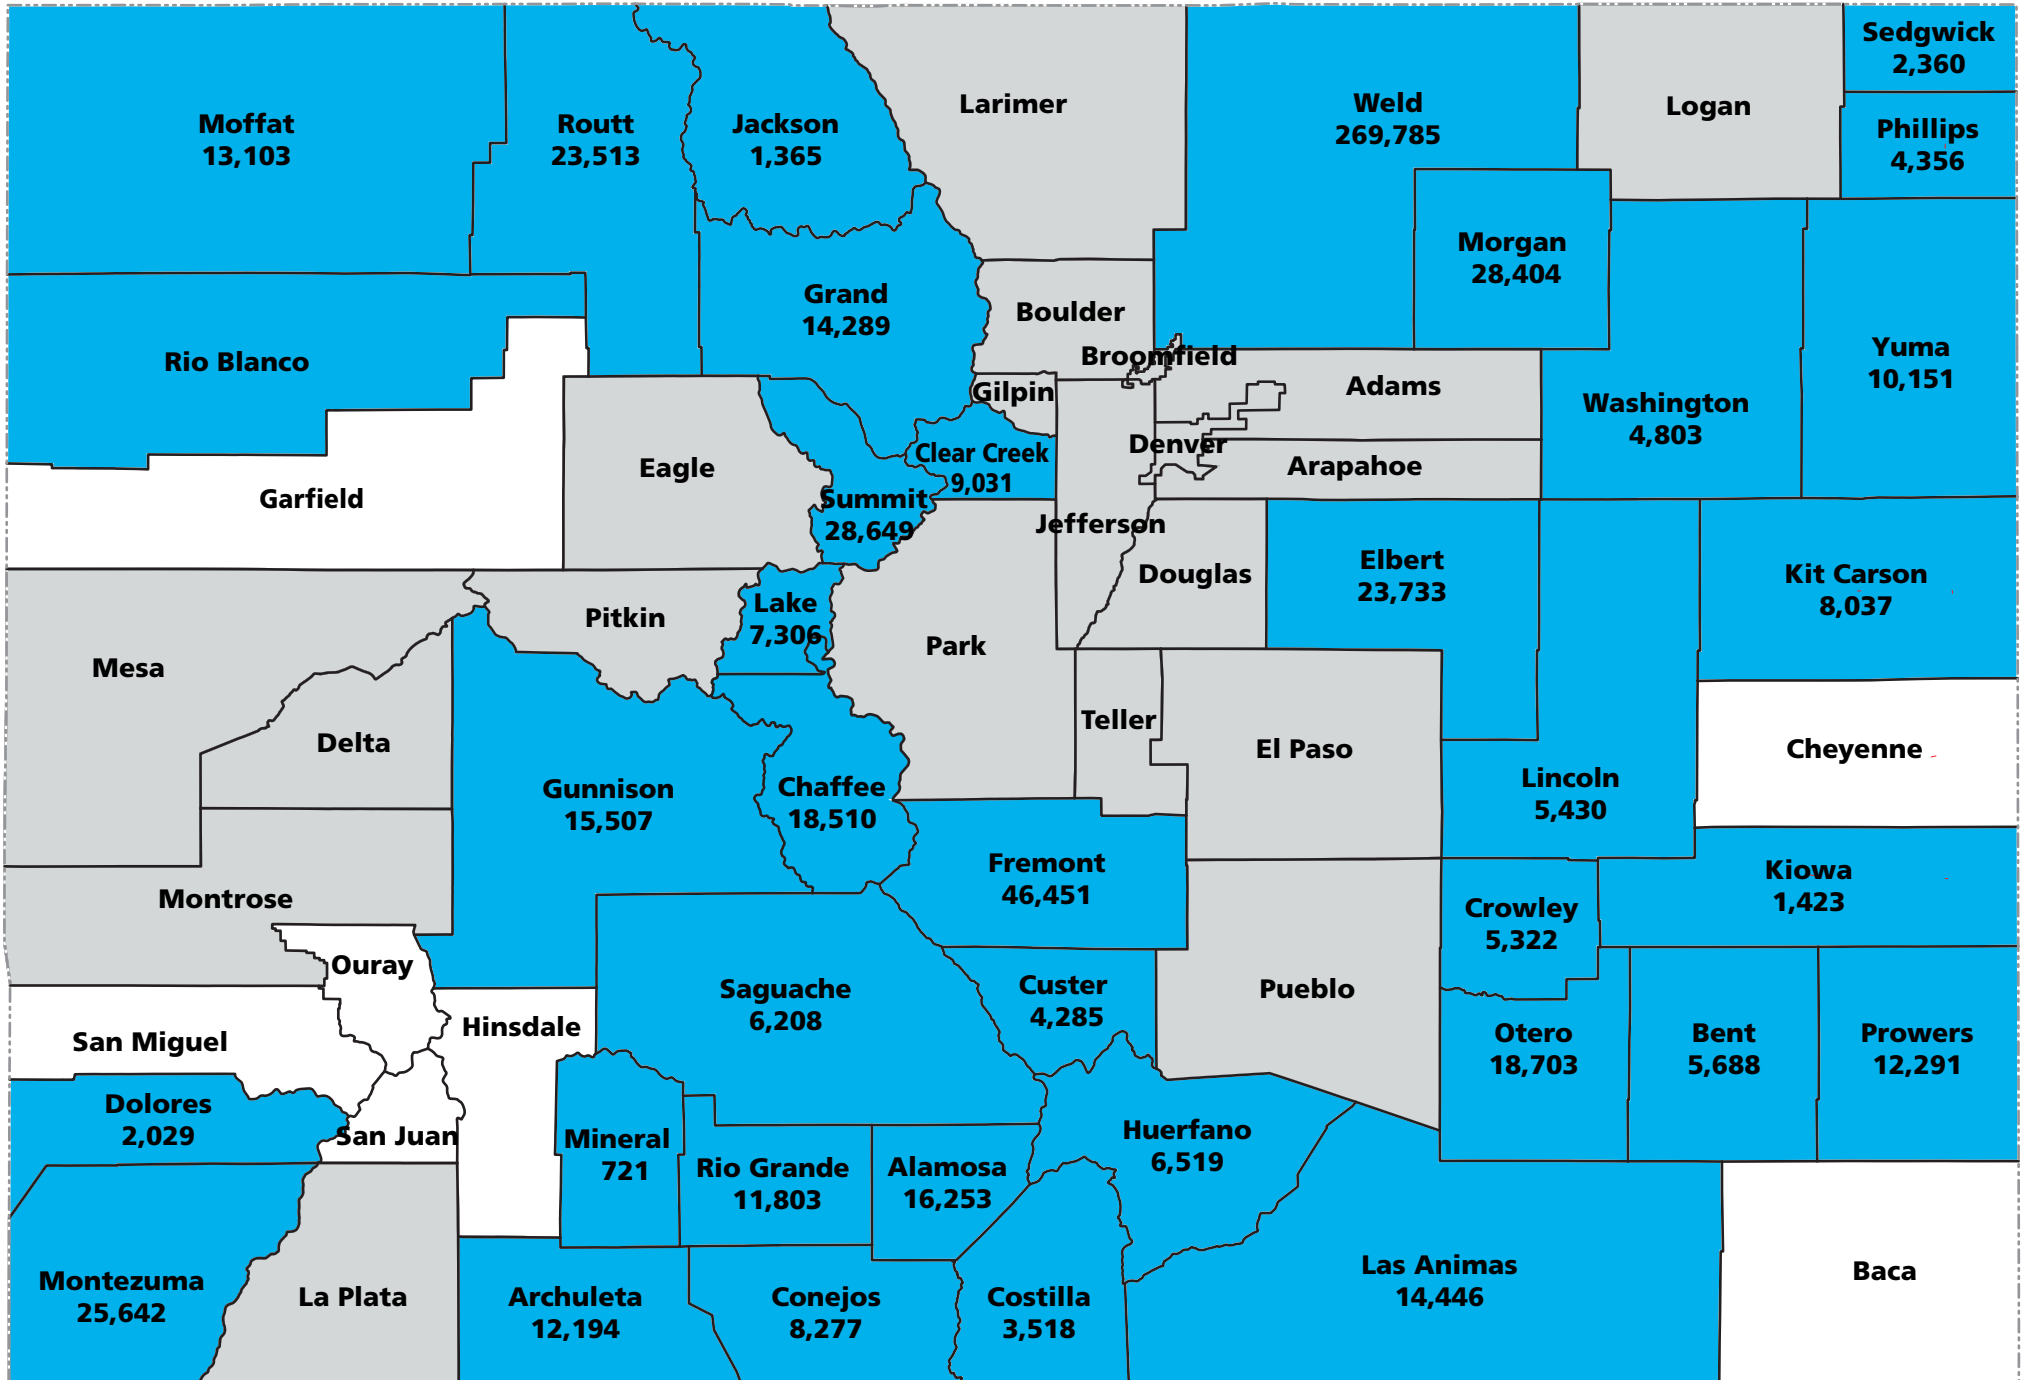 Sedgwick
2,360
Moffat
13,103
Routt
23,513
Jackson
1,365
Larimer
Weld
269,785
Logan
Phillips
4,356
Morgan
28,404
Grand
14,289
Boulder
Broomfield
Rio Blanco
Yuma
10,151
Gilpin
Adams
Washington
4,803
Clear Creek
9,031
Denver
Arapahoe
Eagle
Garfield
Summit
28,649
Jefferson
Elbert
23,733
Douglas
Kit Carson
8,037
Lake
7,306
Pitkin
Park
Mesa
Teller
Delta
El Paso
Cheyenne
Gunnison
15,507
Chaffee
18,510
Lincoln
5,430
Fremont
46,451
Kiowa
1,423
Montrose
Crowley
5,322
Ouray
Saguache
6,208
Custer
4,285
Pueblo
Hinsdale
San Miguel
Otero
18,703
Bent
5,688
Prowers
12,291
Dolores
2,029
San Juan
Mineral
721
Huerfano
6,519
Rio Grande
11,803
Alamosa
16,253
Montezuma
25,642
La Plata
Archuleta
12,194
Conejos
8,277
Costilla
3,518
Las Animas
14,446
Baca